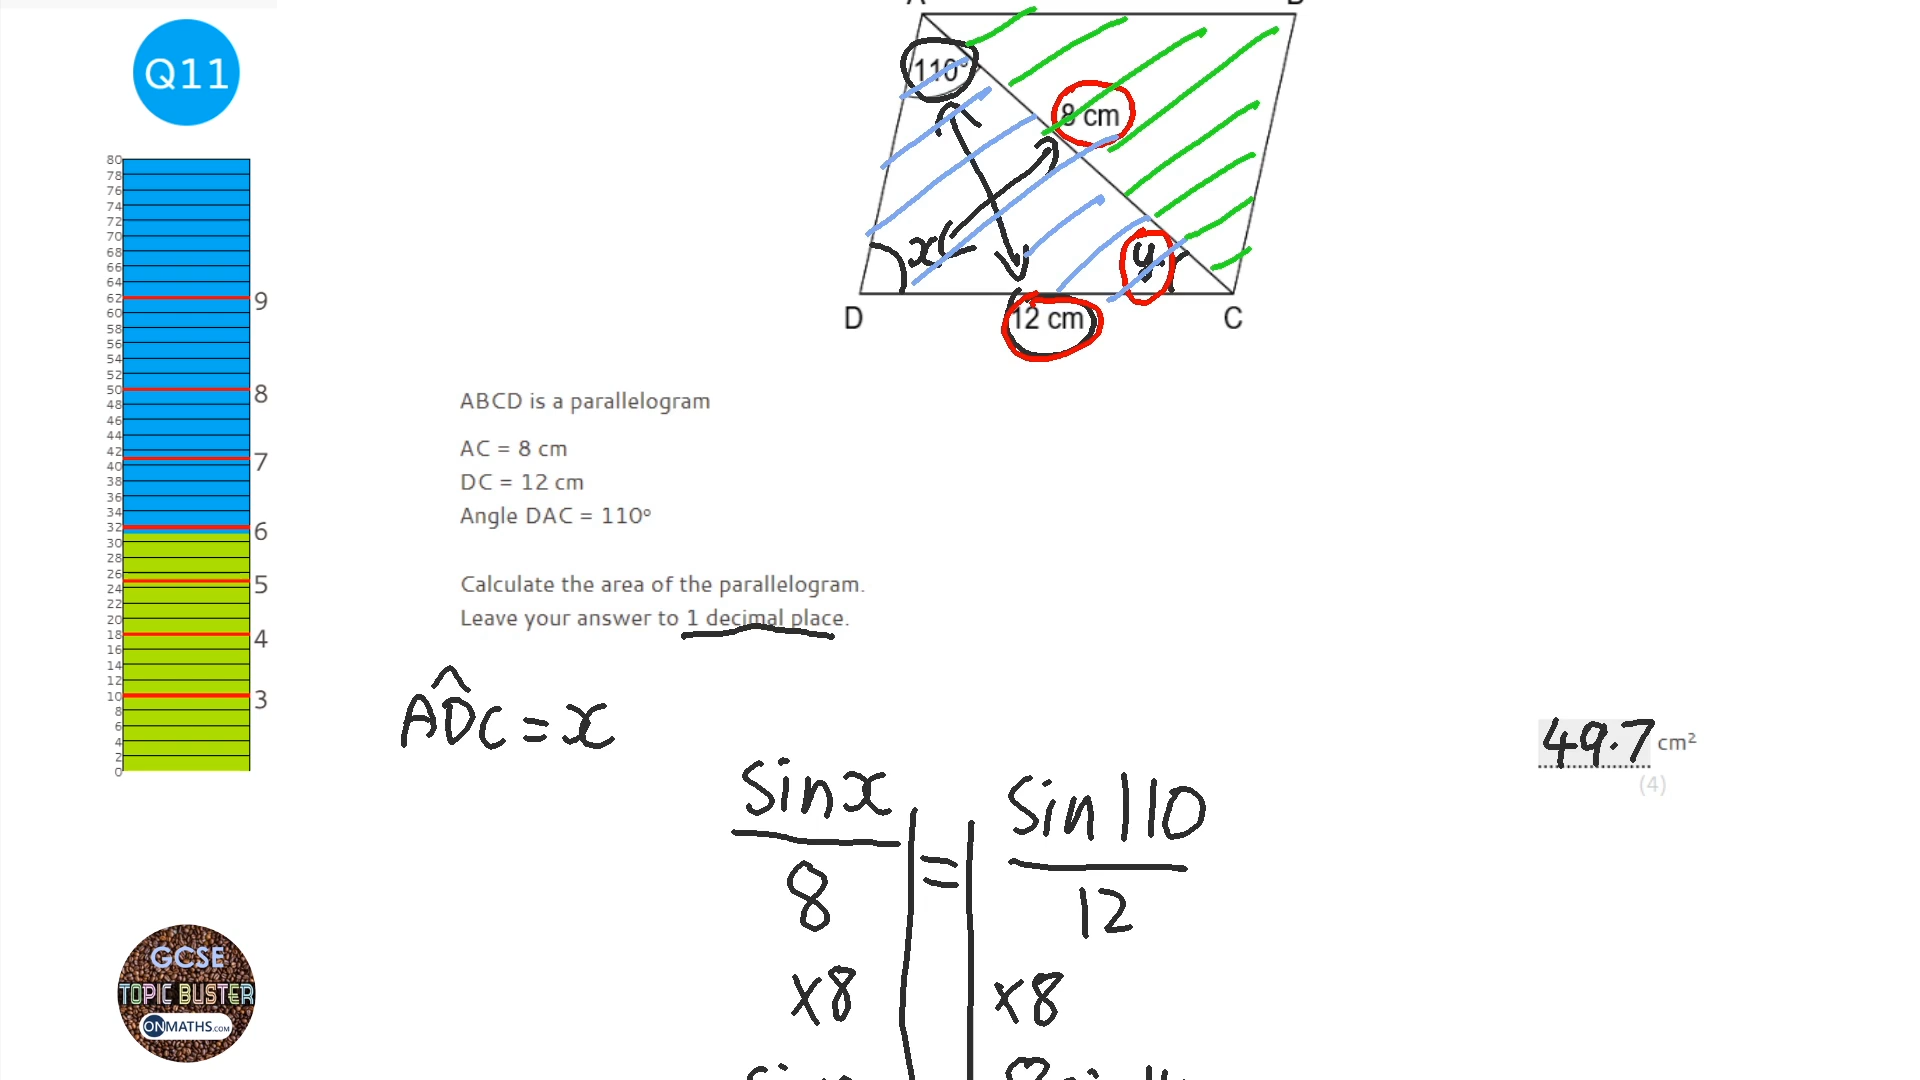 A B
Q11
110°
8 cm
x
y
D 12 cm C
80
78
76
74
72
70
68
66
64
62 9
60
58
56
54
52
50 8
48
46
44
42
40 7
38
36
34
32 6
30
28
26
24 5
22
20
18 4
16
14
12
10 3
8
6
4
2
0
ABCD is a parallelogram
AC = 8 cm
DC = 12 cm
Angle DAC = 110°
Calculate the area of the parallelogram.
Leave your answer to 1 decimal place.
AD̂C = x
49.7 cm²
(4)
Sin x = Sin 110
8 12
×8 ×8
GCSE
TOPIC BUSTER
ONMATHS.COM